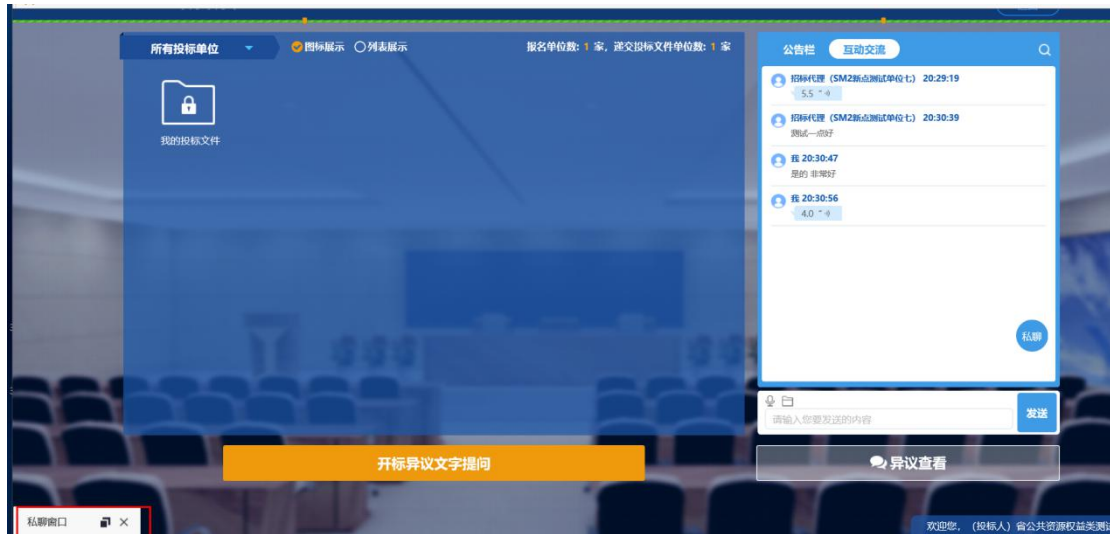 所有投标单位
图标展示 列表展示
报名单位数: 1 家, 递交投标文件单位数: 1 家
我的投标文件
公告栏 互动交流
招标代理（SM2新点测试单位七） 20:29:19
5.5 "
招标代理（SM2新点测试单位七） 20:30:39
测试一点好
我 20:30:47
是的 非常好
我 20:30:56
4.0 "
私聊
请输入您要发送的内容
发送
开标异议文字提问
异议查看
私聊窗口
欢迎您, (投标人) 省公共资源权益类测